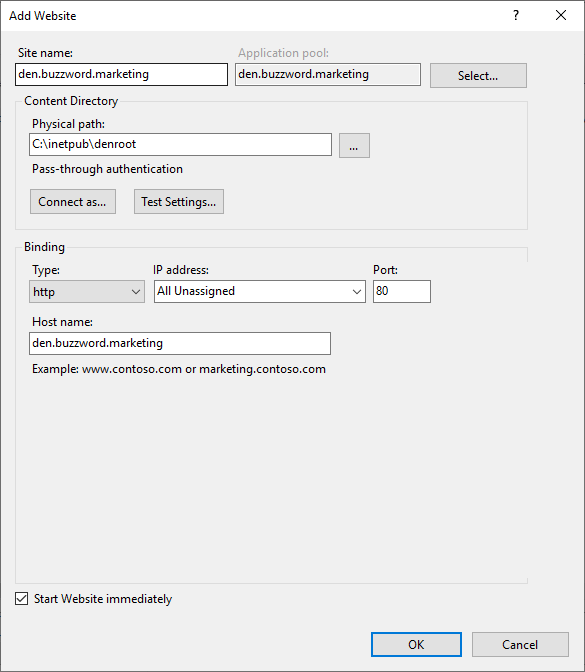 Add Website
?
Site name:
Application pool:
den.buzzword.marketing
den.buzzword.marketing
Select...
Content Directory
Physical path:
C:\inetpub\denroot
...
Pass-through authentication
Connect as...
Test Settings...
Binding
Type:
IP address:
Port:
http
All Unassigned
80
Host name:
den.buzzword.marketing
Example: www.contoso.com or marketing.contoso.com
Start Website immediately
OK
Cancel